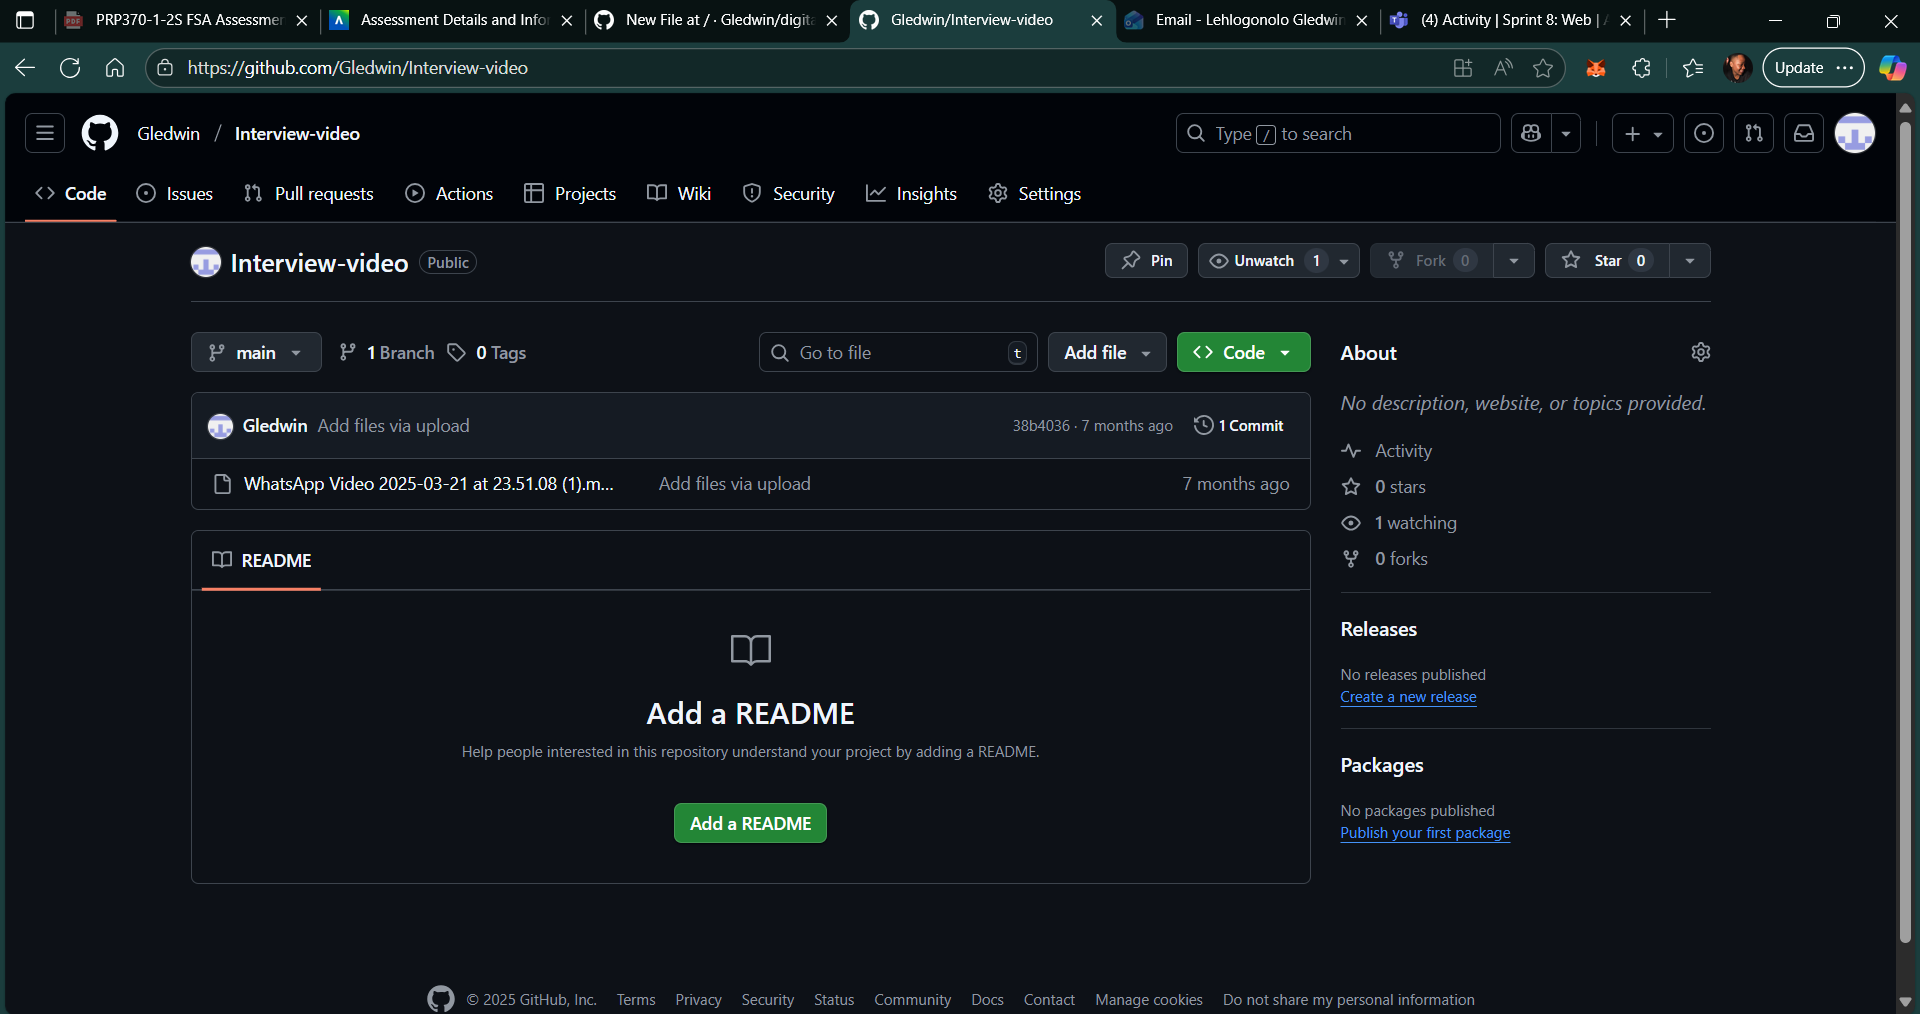 PRP370-1-2S FSA Assessmen
Assessment Details and Info
New File at / · Gledwin/digita
Gledwin/Interview-video
Email - Lehlogonolo Gledwin
(4) Activity | Sprint 8: Web |
https://github.com/Gledwin/Interview-video
Update
Gledwin / Interview-video
Type / to search
Code
Issues
Pull requests
Actions
Projects
Wiki
Security
Insights
Settings
Interview-video
Public
Pin
Unwatch 1
Fork 0
Star 0
main
1 Branch
0 Tags
Go to file
t
Add file
Code
About
No description, website, or topics provided.
Gledwin Add files via upload
38b4036 · 7 months ago
1 Commit
WhatsApp Video 2025-03-21 at 23.51.08 (1).m...
Add files via upload
7 months ago
Activity
0 stars
1 watching
0 forks
README
Add a README
Help people interested in this repository understand your project by adding a README.
Add a README
Releases
No releases published
Create a new release
Packages
No packages published
Publish your first package
© 2025 GitHub, Inc.
Terms
Privacy
Security
Status
Community
Docs
Contact
Manage cookies
Do not share my personal information